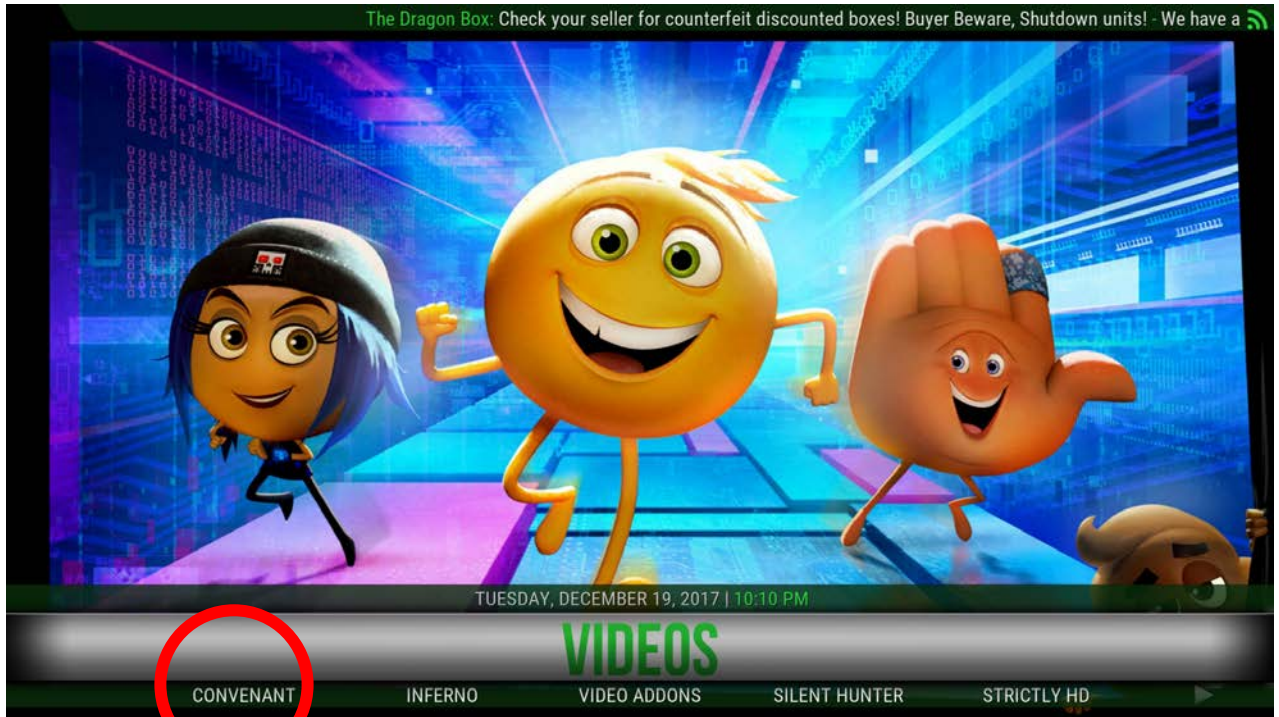 The Dragon Box: Check your seller for counterfeit discounted boxes! Buyer Beware, Shutdown units! - We have a
TUESDAY, DECEMBER 19, 2017 | 10:10 PM
VIDEOS
CONVENANT INFERNO VIDEO ADDONS SILENT HUNTER STRICTLY HD